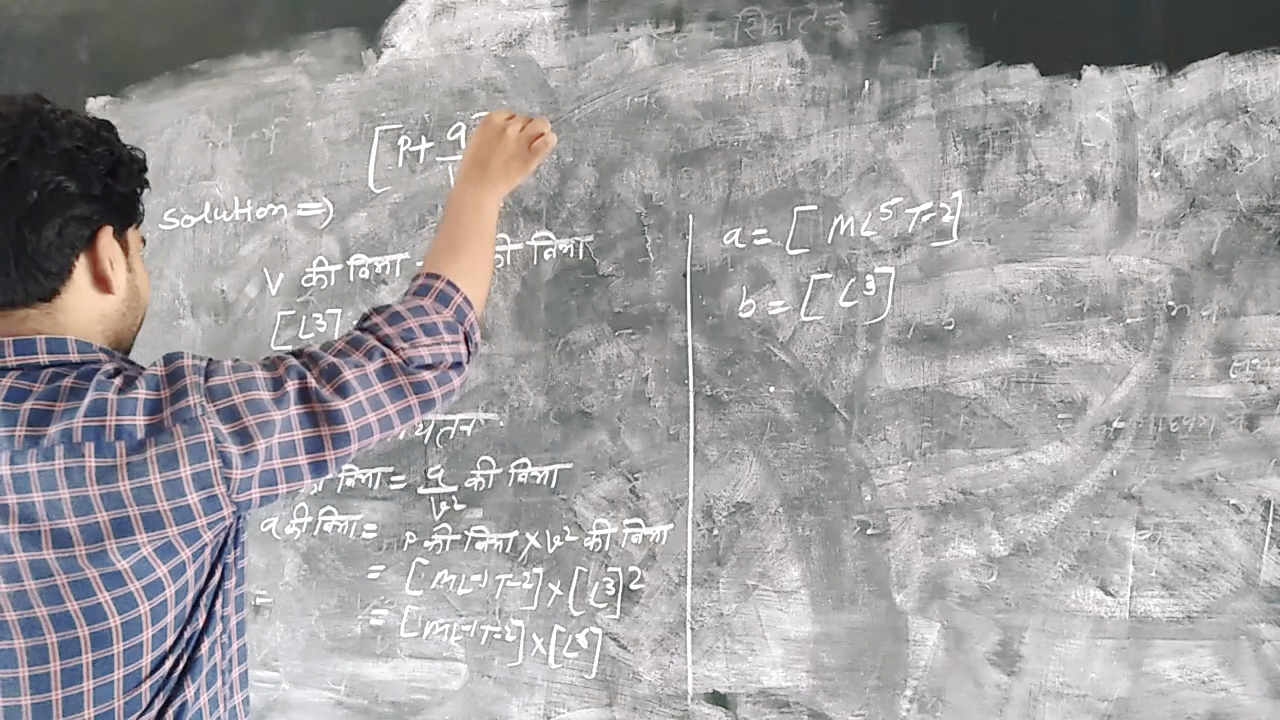 [P+ a
Solution =>
V की विमा = की विमा
[L3]
आयतन
की विमा = a/V2 की विमा
a की विमा = P की विमा × V2 की विमा
= [ML-1T-2] × [L3]2
= [ML-1T-2] × [L6]
a = [ML5T-2]
b = [L3]